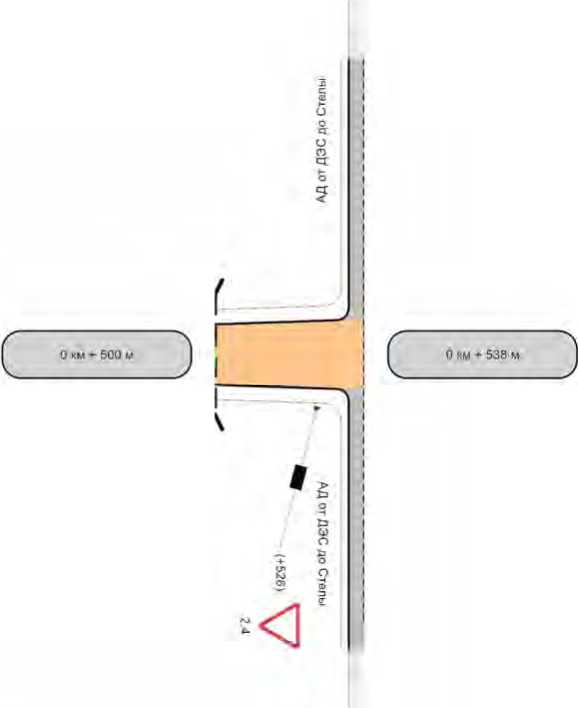 АД от ДЭС до Стелы
0 км + 500 м
0 км + 538 м
АД от ДЭС до Стелы
(+526)
2.4